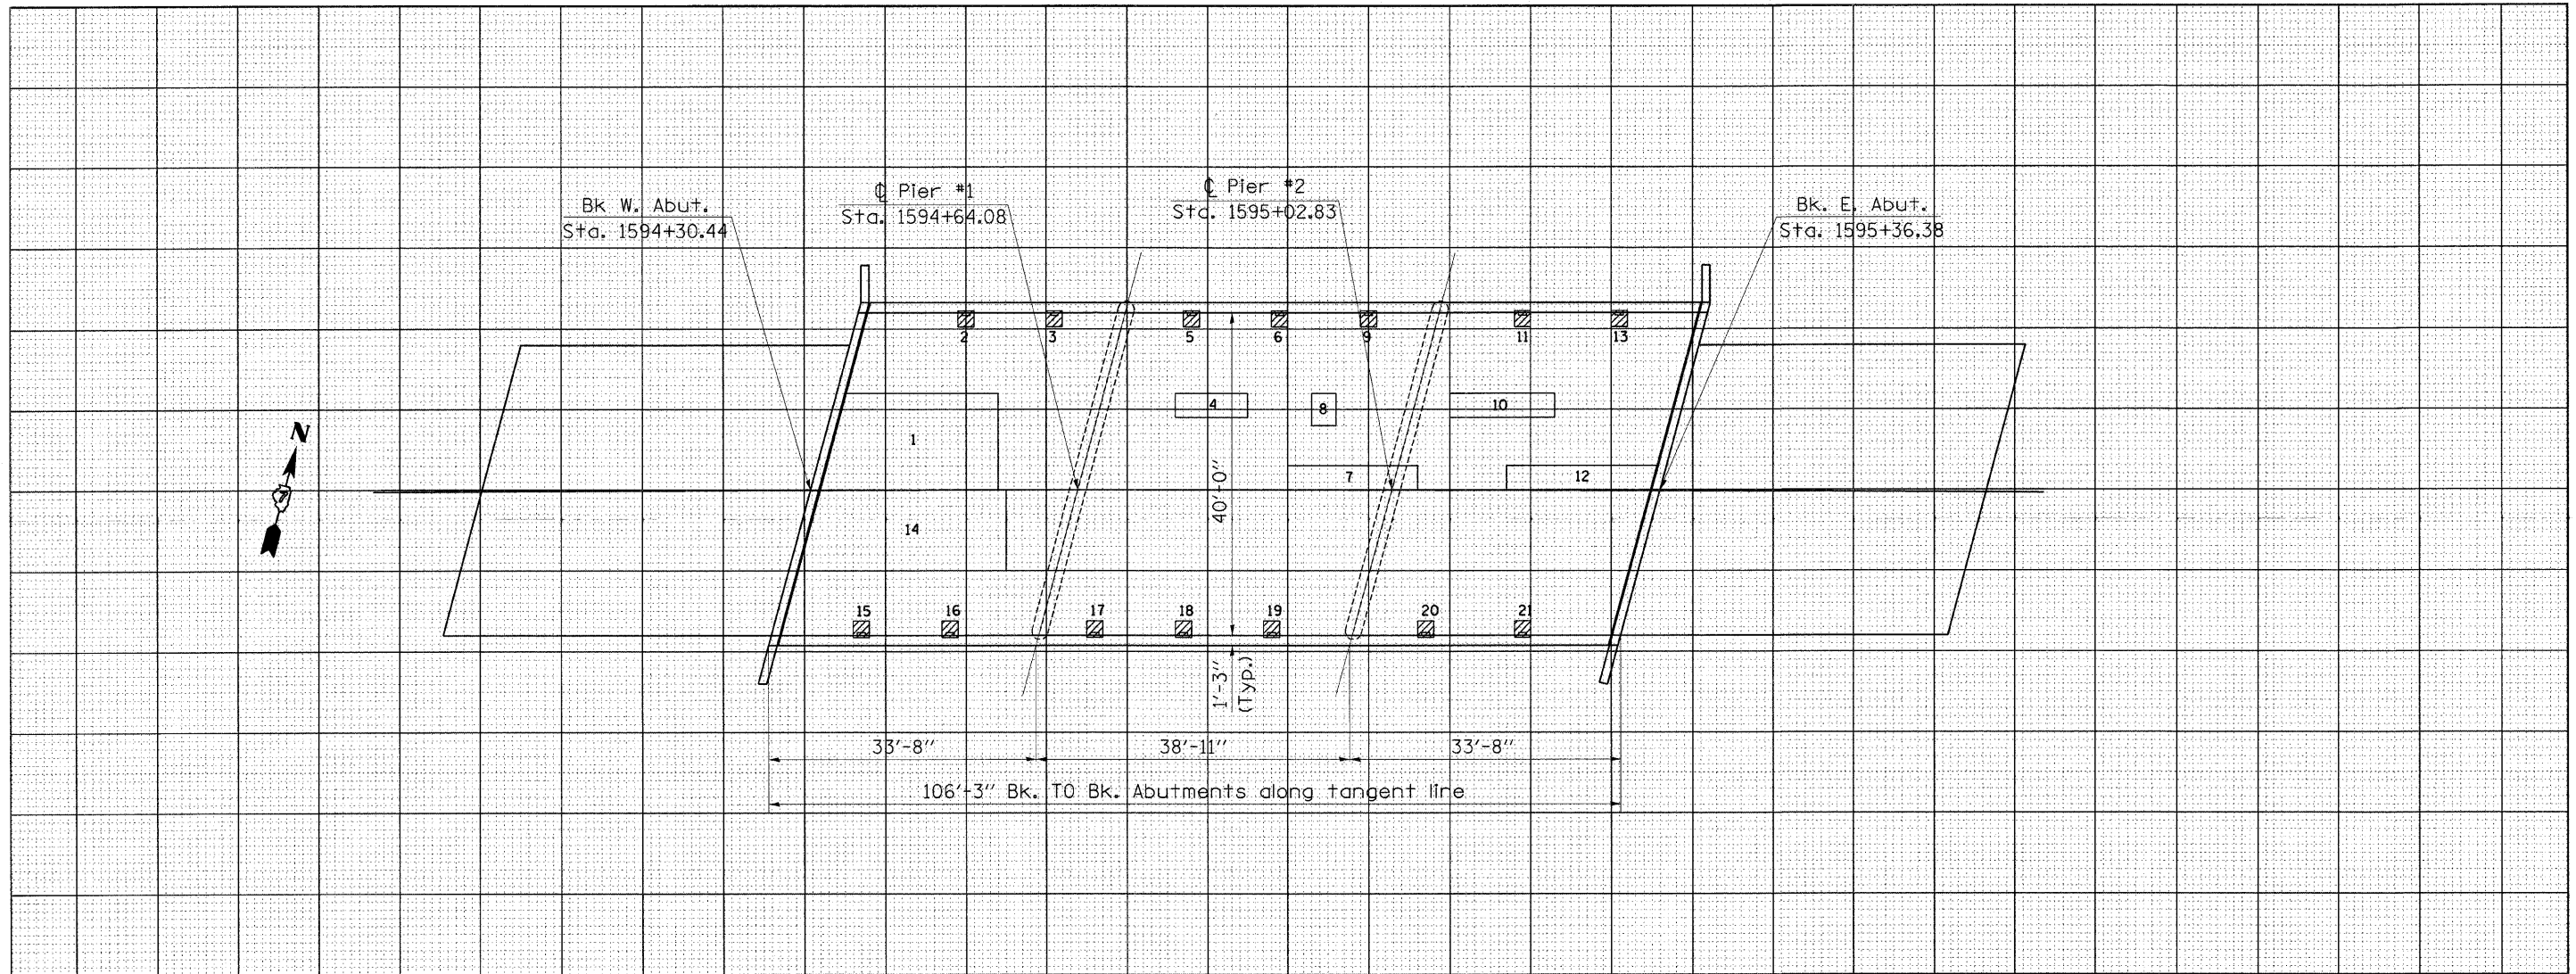 ℄ Pier #1
Sta. 1594+64.08
℄ Pier #2
Sta. 1595+02.83
Bk W. Abut.
Sta. 1594+30.44
Bk. E. Abut.
Sta. 1595+36.38
2
3
5
6
9
11
13
4
8
10
1
N
7
12
40'-0"
14
15
16
17
18
19
20
21
1'-3"
(Typ.)
33'-8"
38'-11"
33'-8"
106'-3" Bk. TO Bk. Abutments along tangent line